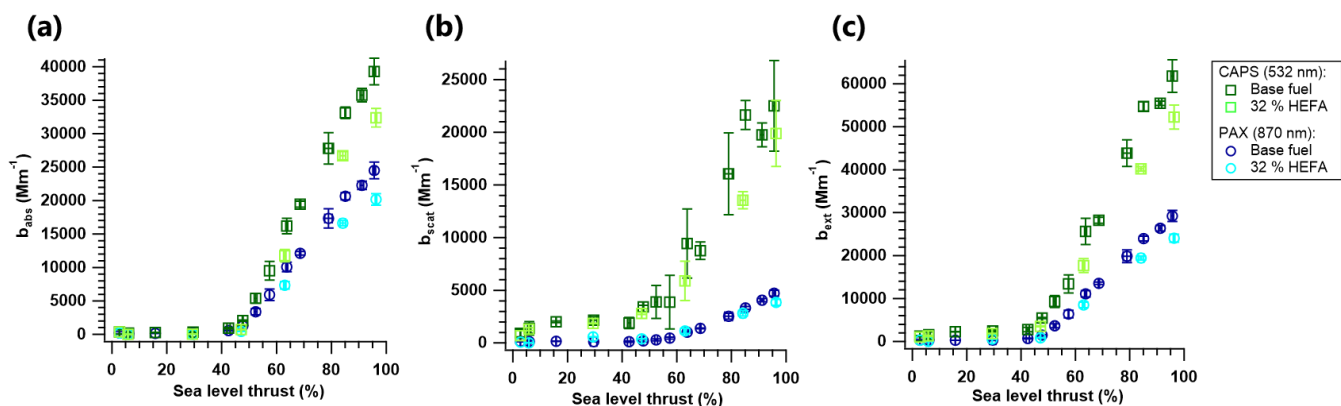 (a)
40000
35000
30000
25000
20000
15000
10000
5000
0
b_abs (Mm⁻¹)
0 20 40 60 80 100
Sea level thrust (%)
(b)
25000
20000
15000
10000
5000
0
b_scat (Mm⁻¹)
0 20 40 60 80 100
Sea level thrust (%)
(c)
60000
50000
40000
30000
20000
10000
0
b_ext (Mm⁻¹)
0 20 40 60 80 100
Sea level thrust (%)
CAPS (532 nm):
Base fuel
32 % HEFA
PAX (870 nm):
Base fuel
32 % HEFA